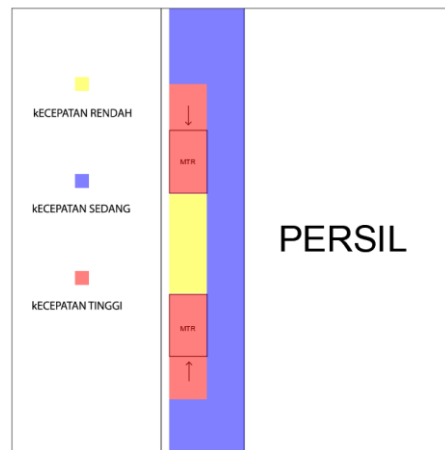 kECEPATAN RENDAH
kECEPATAN SEDANG
kECEPATAN TINGGI
MTR
MTR
PERSIL